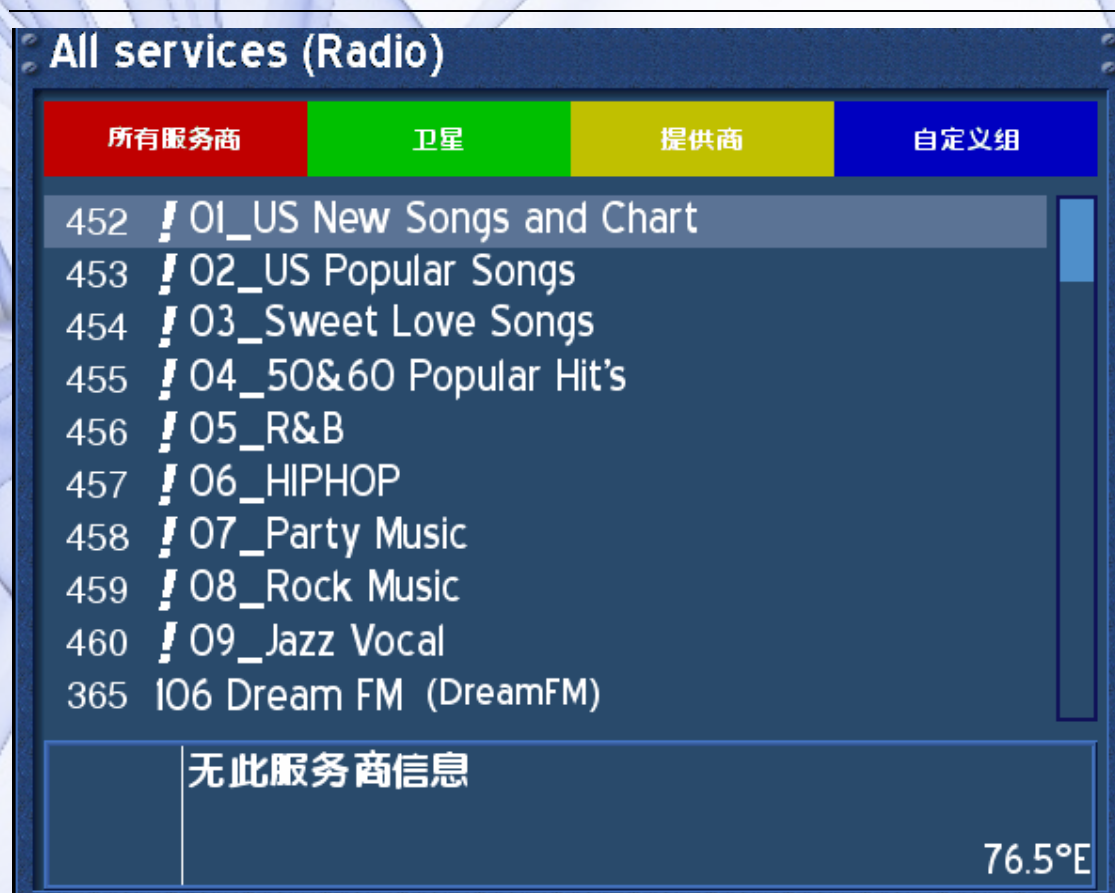 All services (Radio)
所有服务商 卫星 提供商 自定义组
452 ! 01_US New Songs and Chart
453 ! 02_US Popular Songs
454 ! 03_Sweet Love Songs
455 ! 04_50&60 Popular Hit's
456 ! 05_R&B
457 ! 06_HIPHOP
458 ! 07_Party Music
459 ! 08_Rock Music
460 ! 09_Jazz Vocal
365 106 Dream FM (DreamFM)
无此服务商信息
76.5°E